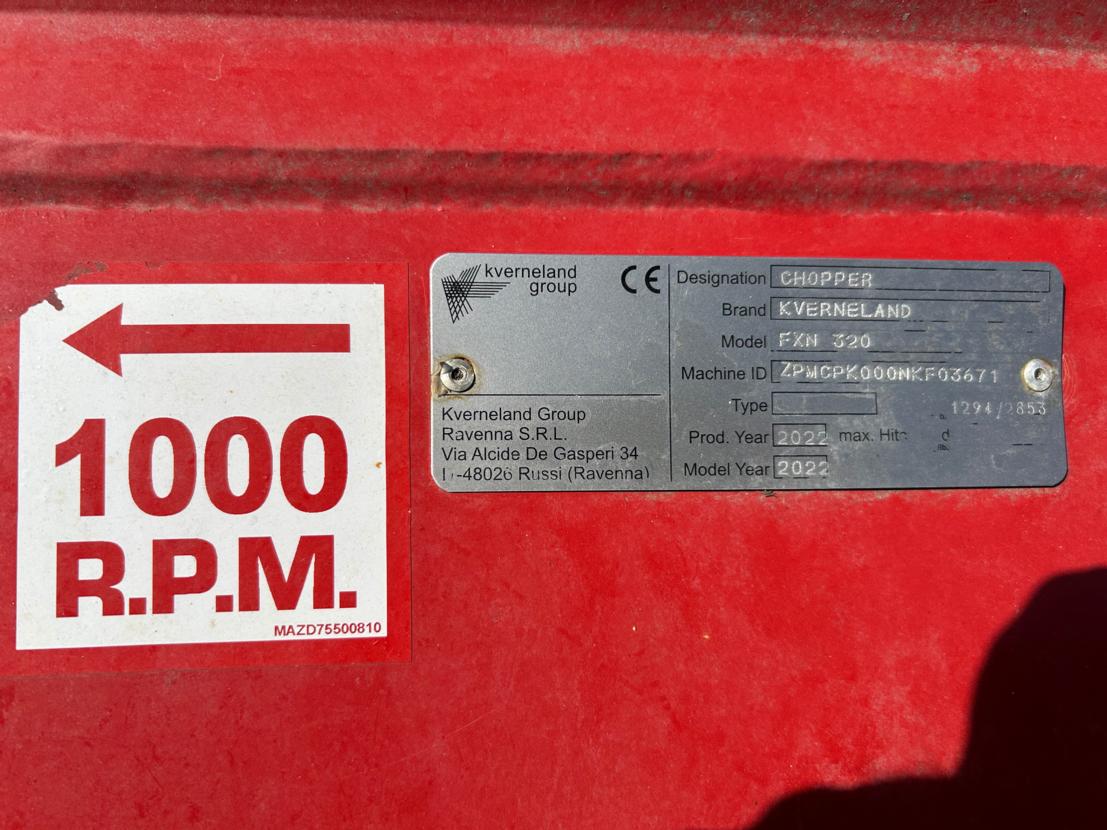 1000
R.P.M.
MAZD75500810
kverneland
group
CE
Kverneland Group
Ravenna S.R.L.
Via Alcide De Gasperi 34
I-48026 Russi (Ravenna)
Designation CHOPPER
Brand KVERNELAND
Model FXN 320
Machine ID ZPMCPK000NKF03671
Type
1294/2853
Prod. Year 2022 max.
Model Year 2022